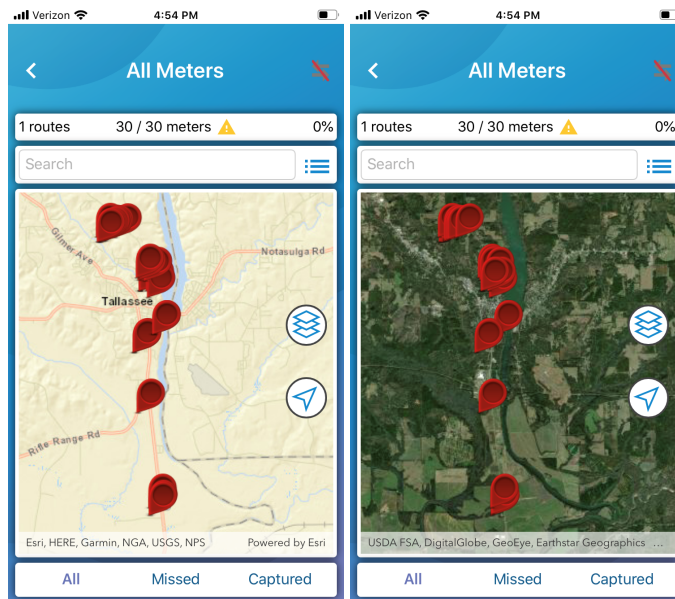 Verizon 4:54 PM
All Meters
1 routes 30 / 30 meters 0%
Search
Gilmer Ave
Notasulga Rd
Tallassee
Rifle Range Rd
Esri, HERE, Garmin, NGA, USGS, NPS Powered by Esri
All Missed Captured
Verizon 4:54 PM
All Meters
1 routes 30 / 30 meters 0%
Search
USDA FSA, DigitalGlobe, GeoEye, Earthstar Geographics ...
All Missed Captured